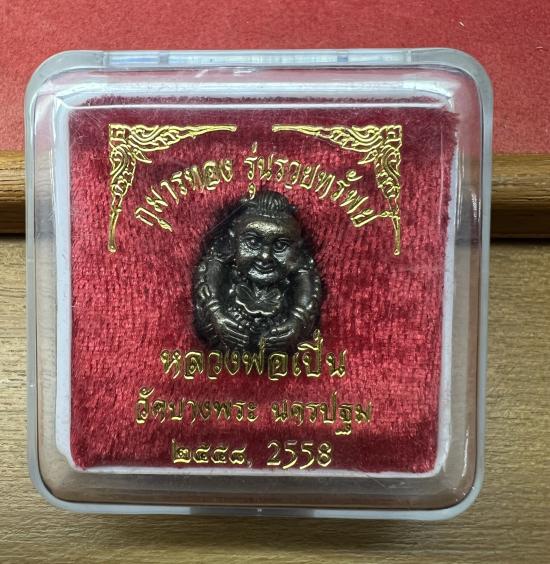 กุมารทอง รุ่นรวยทรัพย์
หลวงพ่อเปิ่น
วัดบางพระ นครปฐม
๒๕๕๘, 2558